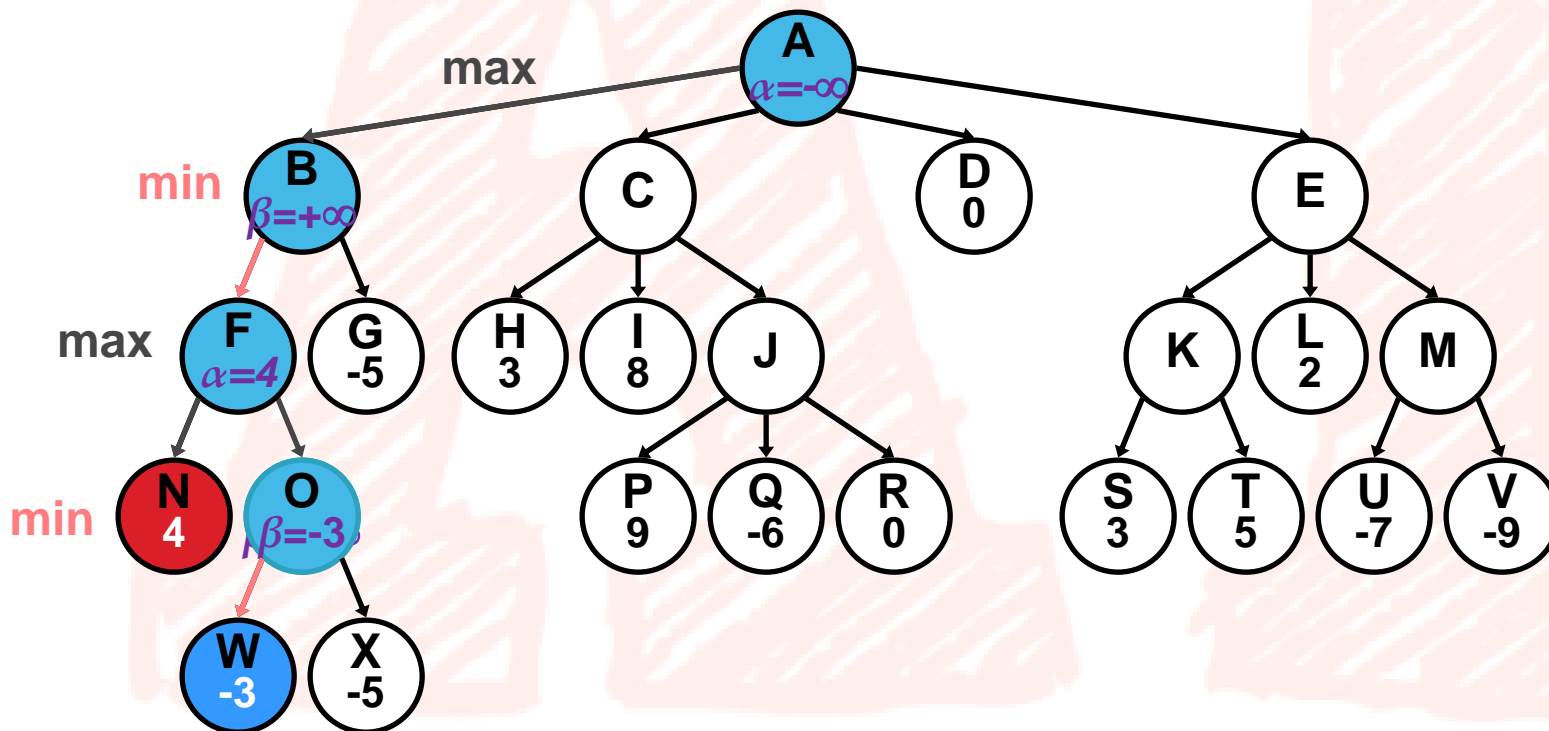 A
α=-∞
max
B
β=+∞
min
C
D
0
E
F
α=4
max
G
-5
H
3
I
8
J
K
L
2
M
N
4
min
O
β=-3
P
9
Q
-6
R
0
S
3
T
5
U
-7
V
-9
W
-3
X
-5